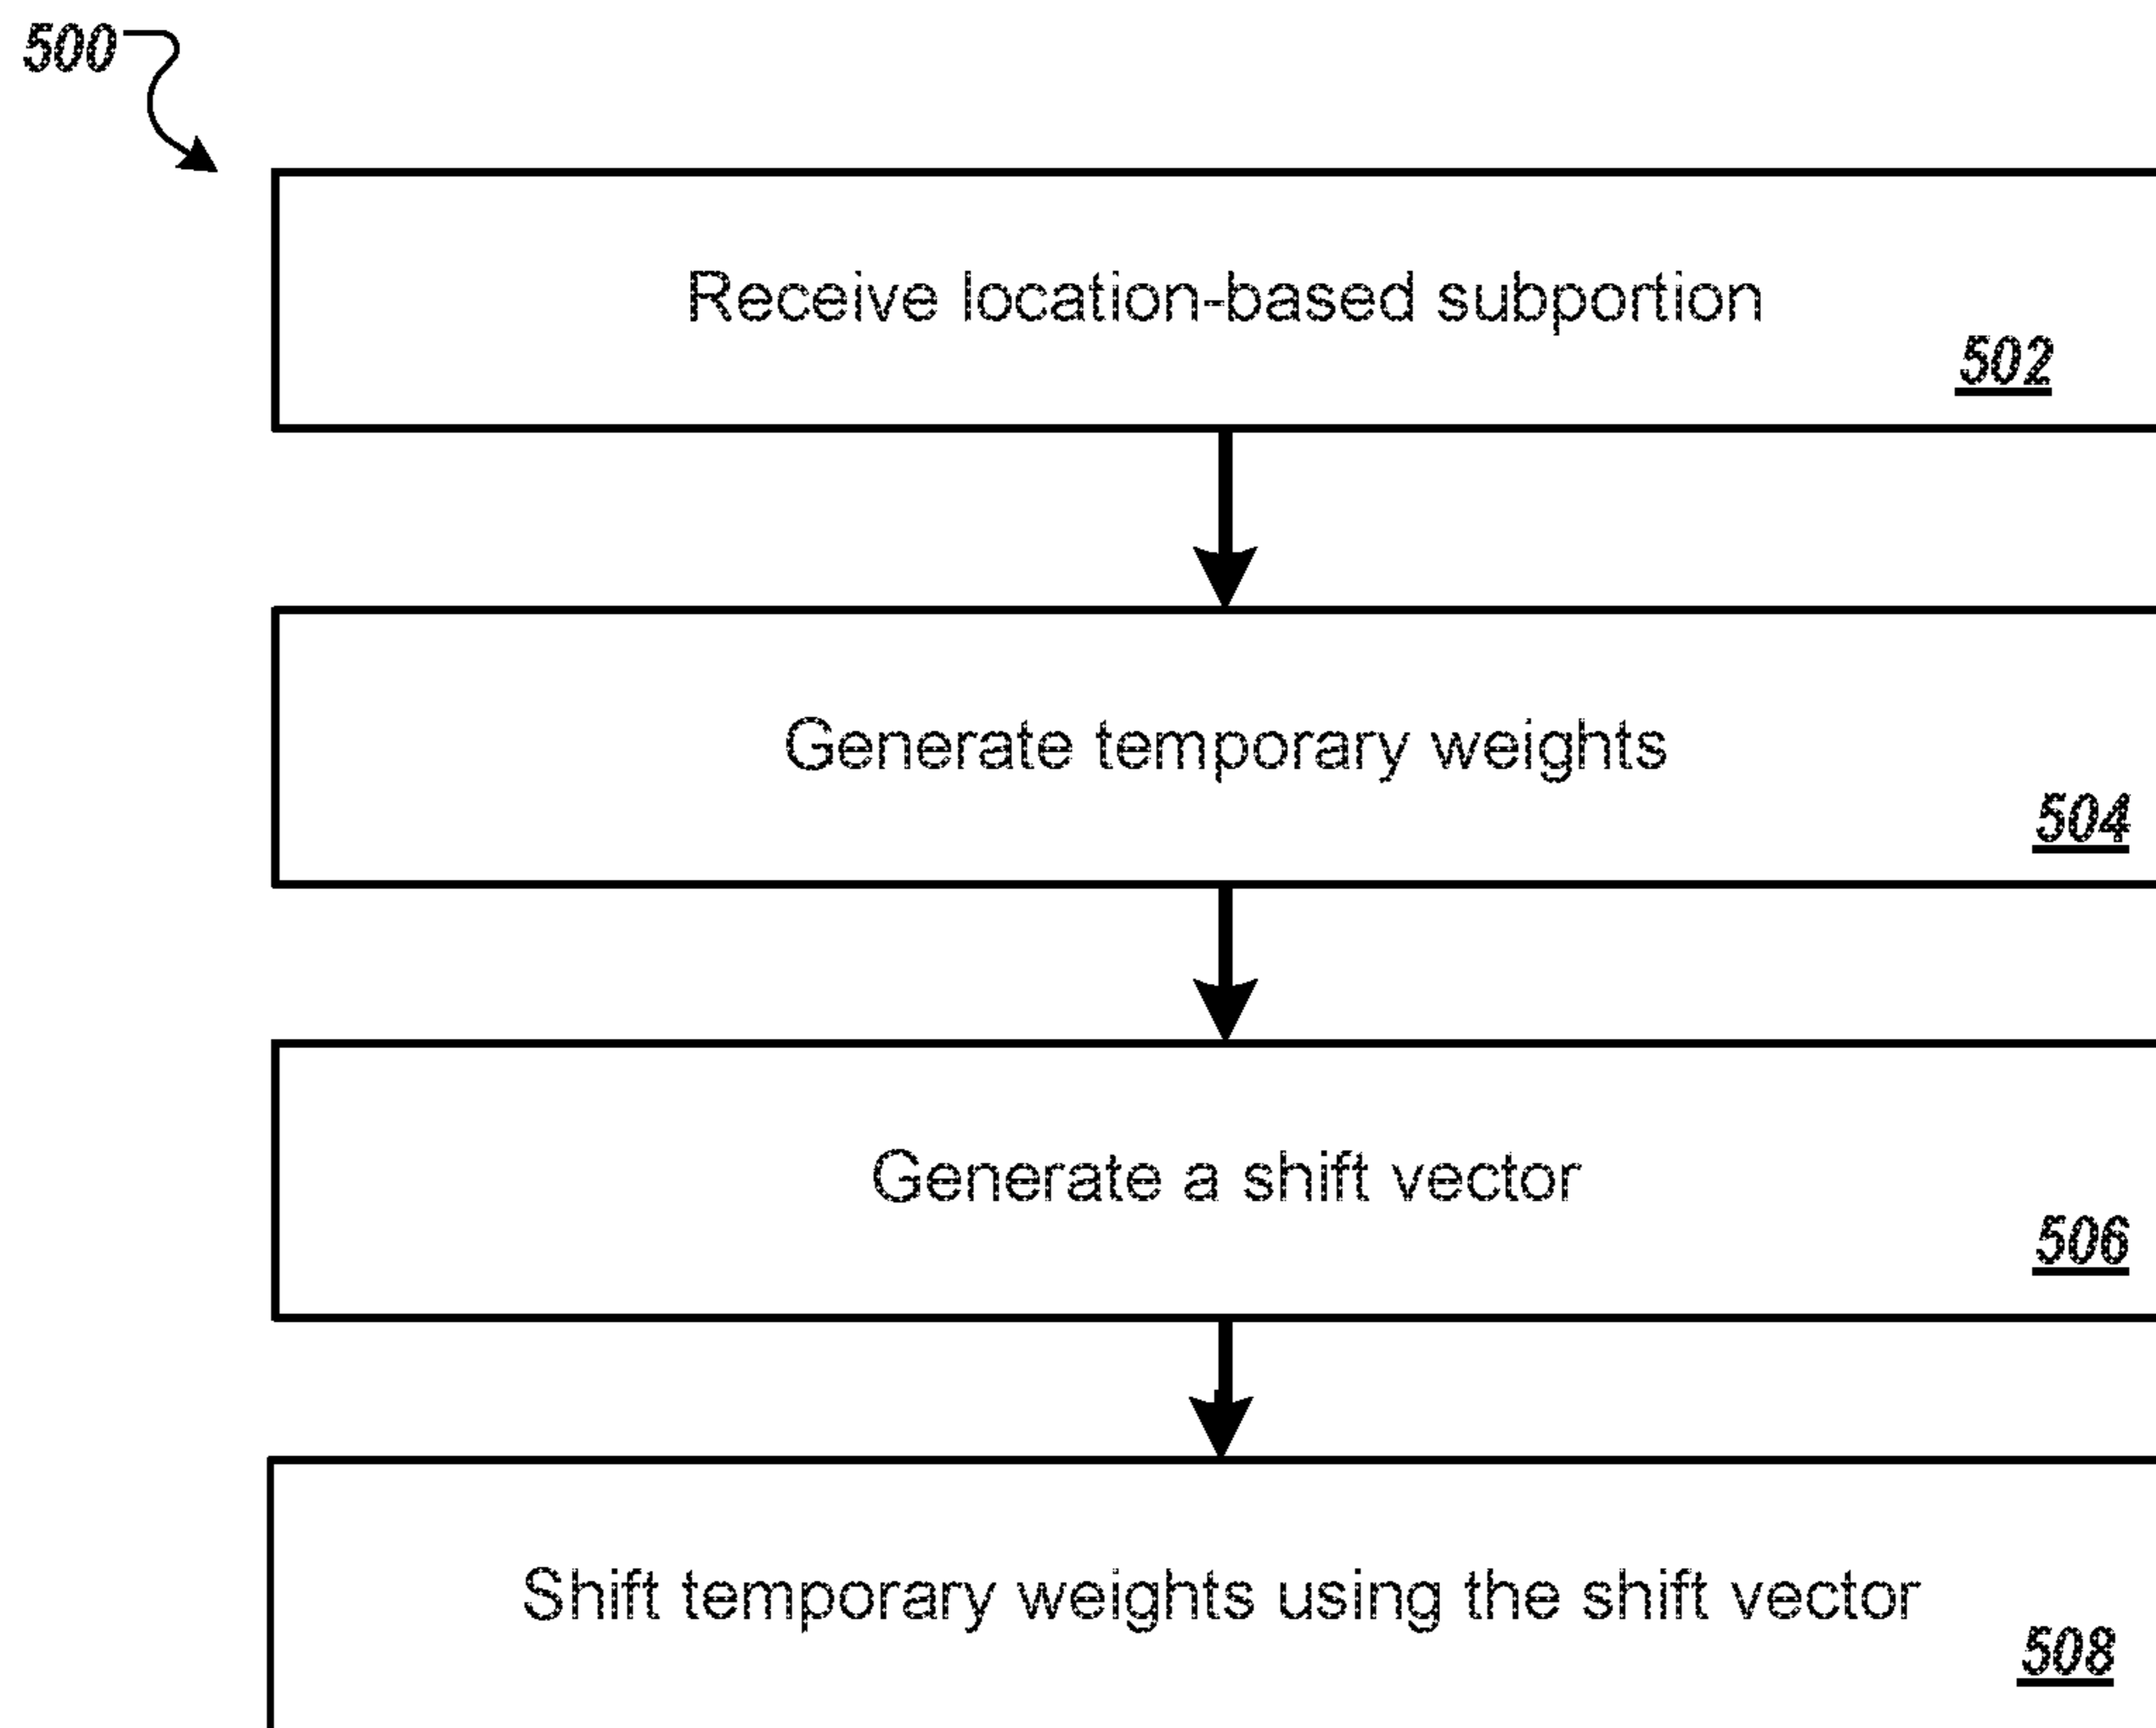 500
Receive location-based subportion
502
Generate temporary weights
504
Generate a shift vector
506
Shift temporary weights using the shift vector
508